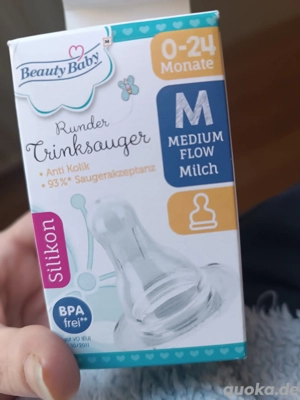 0-24
Monate
Beauty Baby
Runder
Trinksauger
• Anti Kolik
• 93%* Saugerakzeptanz
M
MEDIUM
FLOW
Milch
Silikon
BPA
frei**
quoka.de